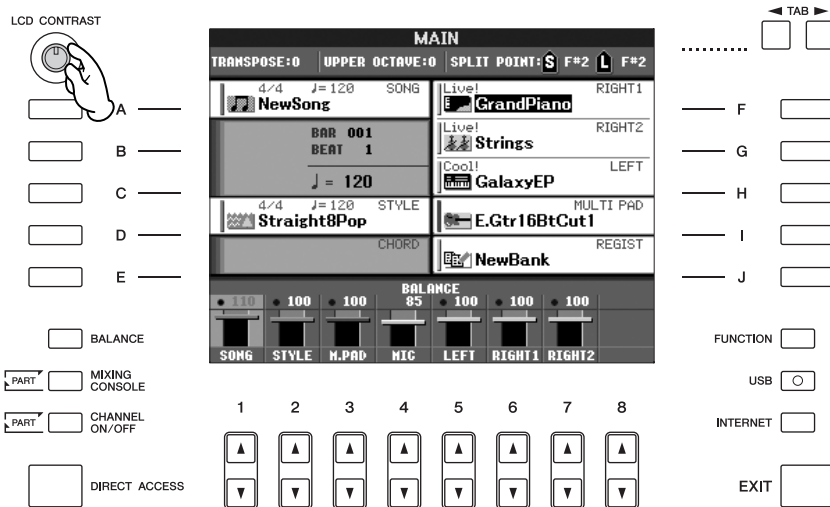 LCD CONTRAST
◄ TAB ►
MAIN
TRANSPOSE:0 UPPER OCTAVE:0 SPLIT POINT: S F#2 L F#2
4/4 ♩=120 SONG
NewSong
Live! RIGHT1
GrandPiano
BAR 001
BEAT 1
♩ = 120
Live! RIGHT2
Strings
Cool! LEFT
GalaxyEP
4/4 ♩=120 STYLE
Straight8Pop
MULTI PAD
E.Gtr16BtCut1
CHORD
REGIST
NewBank
BALANCE
110 100 100 85 100 100 100
SONG STYLE M.PAD MIC LEFT RIGHT1 RIGHT2
A
B
C
D
E
F
G
H
I
J
BALANCE
PART MIXING CONSOLE
PART CHANNEL ON/OFF
DIRECT ACCESS
1 2 3 4 5 6 7 8
FUNCTION
USB
INTERNET
EXIT